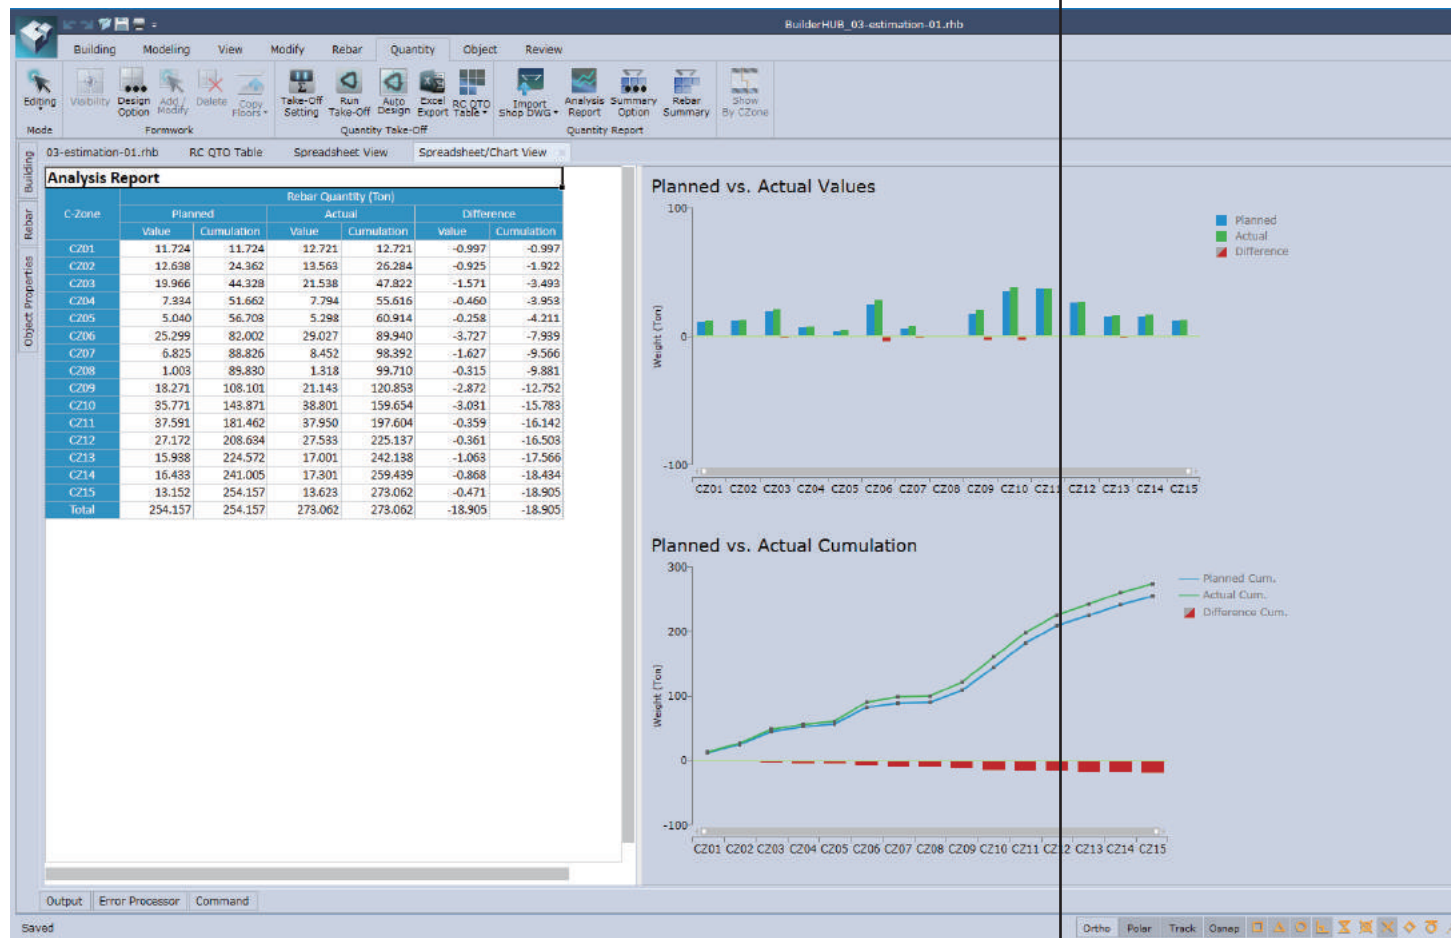 BuilderHUB_03-estimation-01.rhb
Building Modeling View Modify Rebar Quantity Object Review
Editing Visibility Design Option Add / Modify Delete Copy Floors Take-Off Setting Run Take-Off Auto Design Excel Export RC QTO Table Import Shop DWG Analysis Report Summary Option Rebar Summary Show By CZone
Mode Formwork Quantity Take-Off Quantity Report
03-estimation-01.rhb RC QTO Table Spreadsheet View Spreadsheet/Chart View
Building
Rebar
Object Properties
Analysis Report
C-Zone Rebar Quantity (Ton)
Planned Actual Difference
Value Cumulation Value Cumulation Value Cumulation
CZ01 11.724 11.724 12.721 12.721 -0.997 -0.997
CZ02 12.638 24.362 13.563 26.284 -0.925 -1.922
CZ03 19.966 44.328 21.538 47.822 -1.571 -3.493
CZ04 7.334 51.662 7.794 55.616 -0.460 -3.953
CZ05 5.040 56.703 5.298 60.914 -0.258 -4.211
CZ06 25.299 82.002 29.027 89.940 -3.727 -7.939
CZ07 6.825 88.826 8.452 98.392 -1.627 -9.566
CZ08 1.003 89.830 1.318 99.710 -0.315 -9.881
CZ09 18.271 108.101 21.143 120.853 -2.872 -12.752
CZ10 35.771 143.871 38.801 159.654 -3.031 -15.783
CZ11 37.591 181.462 37.950 197.604 -0.359 -16.142
CZ12 27.172 208.634 27.533 225.137 -0.361 -16.503
CZ13 15.938 224.572 17.001 242.138 -1.063 -17.566
CZ14 16.433 241.005 17.301 259.439 -0.868 -18.434
CZ15 13.152 254.157 13.623 273.062 -0.471 -18.905
Total 254.157 254.157 273.062 273.062 -18.905 -18.905
Planned vs. Actual Values
100
0
-100
Weight (Ton)
Planned
Actual
Difference
CZ01 CZ02 CZ03 CZ04 CZ05 CZ06 CZ07 CZ08 CZ09 CZ10 CZ11 CZ12 CZ13 CZ14 CZ15
Planned vs. Actual Cumulation
300
200
100
0
-100
Weight (Ton)
Planned Cum.
Actual Cum.
Difference Cum.
CZ01 CZ02 CZ03 CZ04 CZ05 CZ06 CZ07 CZ08 CZ09 CZ10 CZ11 CZ12 CZ13 CZ14 CZ15
Output Error Processor Command
Saved
Ortho Polar Track Osnap